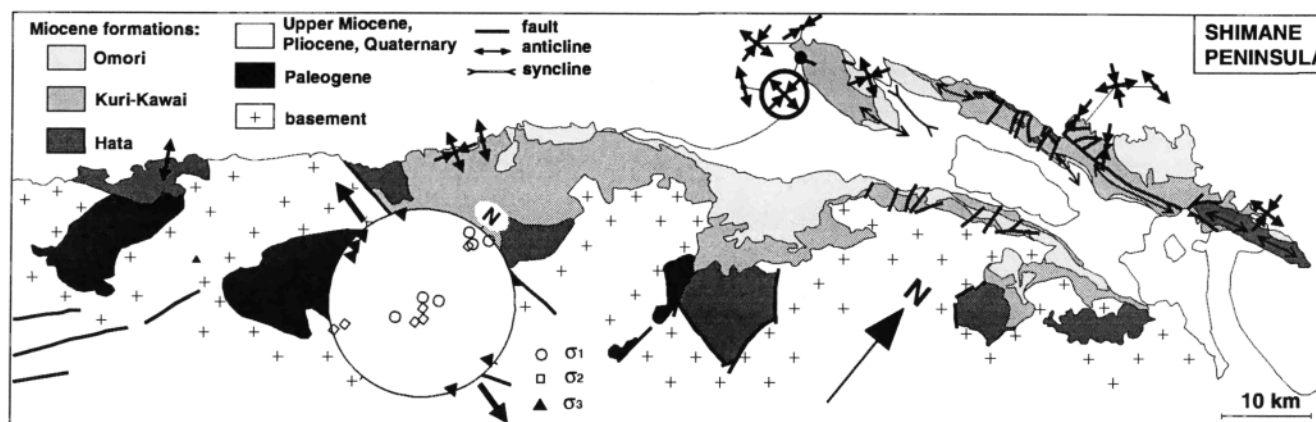 Miocene formations:
Omori
Kuri-Kawai
Hata
Upper Miocene,
Pliocene, Quaternary
Paleogene
basement
fault
anticline
syncline
SHIMANE
PENINSULA
N
N
σ1
σ2
σ3
10 km